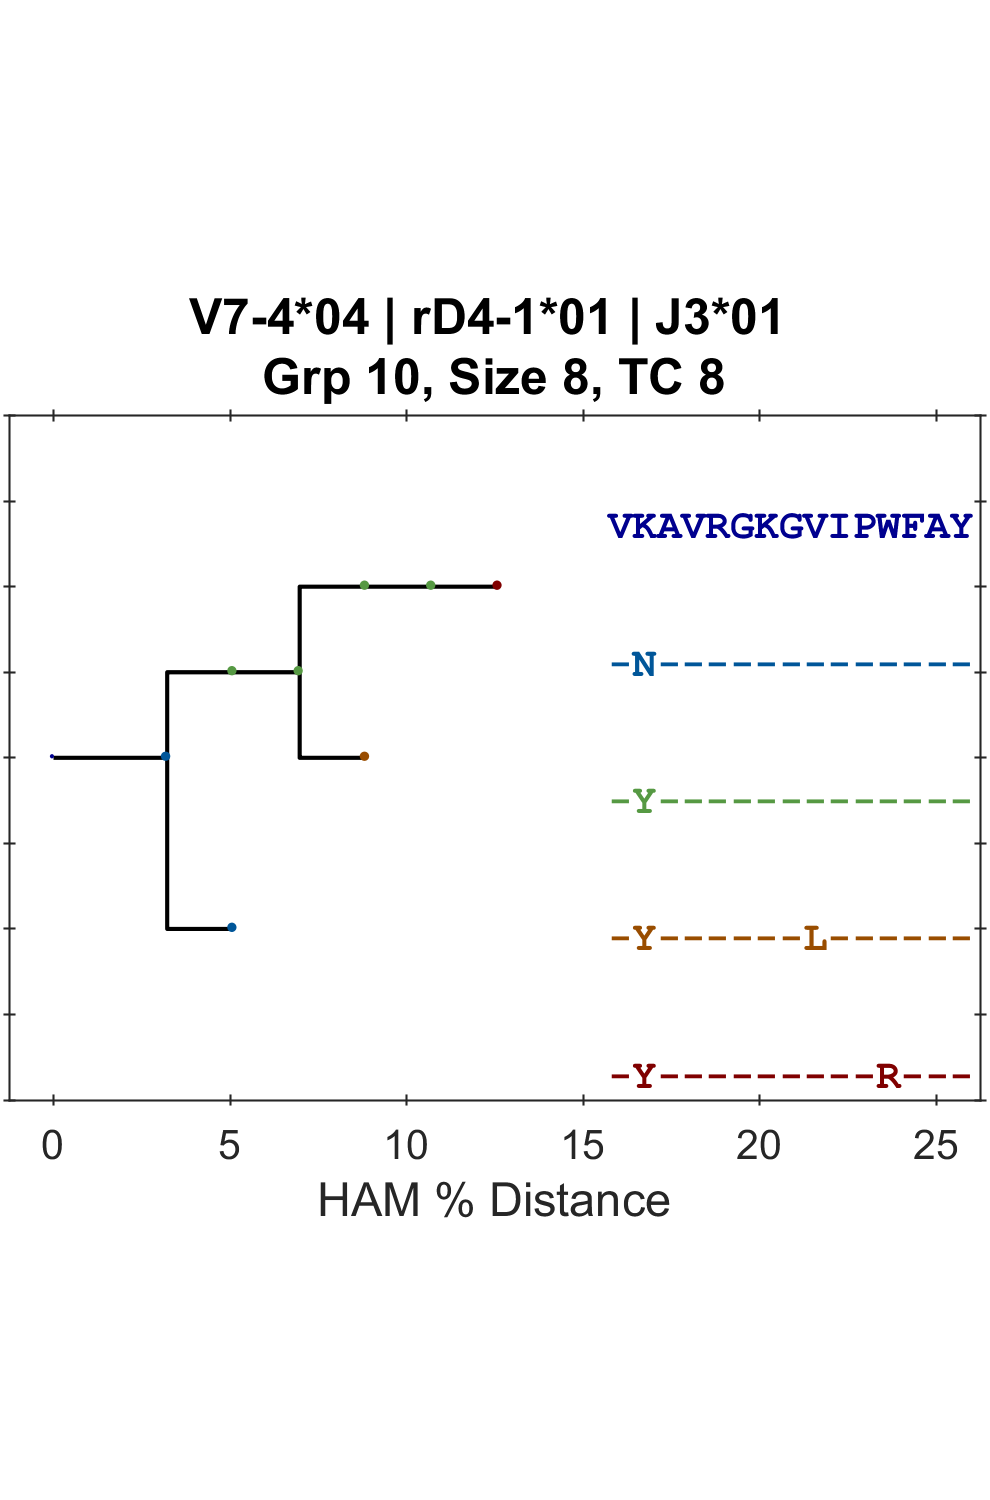 V7-4*04 | rD4-1*01 | J3*01
Grp 10, Size 8, TC 8
VKAVRGKGVIPWFAY
-N-------------
-Y-------------
-Y------L------
-Y---------R---
0 5 10 15 20 25
HAM % Distance